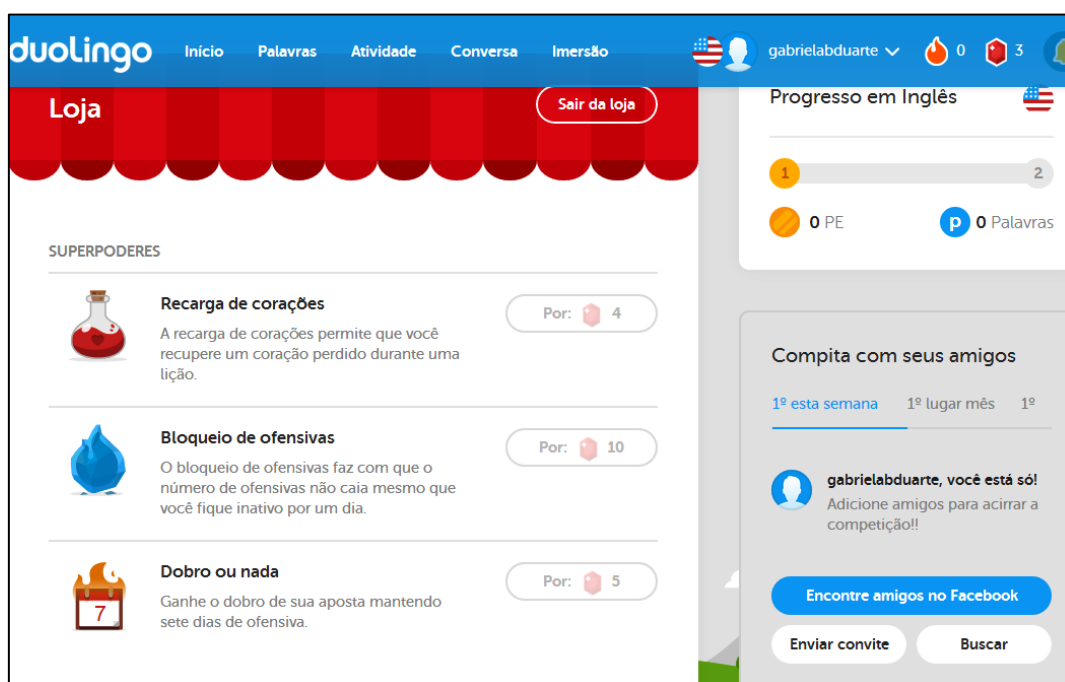 duolingo Início Palavras Atividade Conversa Imersão gabrielabduarte 0 3
Loja Sair da loja
SUPERPODERES
Recarga de corações
A recarga de corações permite que você
recupere um coração perdido durante uma
lição.
Por: 4
Bloqueio de ofensivas
O bloqueio de ofensivas faz com que o
número de ofensivas não caia mesmo que
você fique inativo por um dia.
Por: 10
7
Dobro ou nada
Ganhe o dobro de sua aposta mantendo
sete dias de ofensiva.
Por: 5
Progresso em Inglês
1 2
0 PE p 0 Palavras
Compita com seus amigos
1º esta semana 1º lugar mês 1º
gabrielabduarte, você está só!
Adicione amigos para acirrar a
competição!!
Encontre amigos no Facebook
Enviar convite Buscar